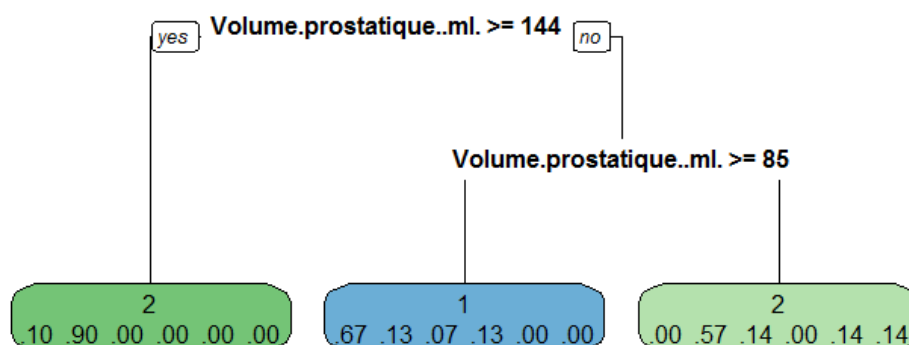 yes Volume.prostatique..ml. >= 144 no
Volume.prostatique..ml. >= 85
2 1 2
.10 .90 .00 .00 .00 .00 .67 .13 .07 .13 .00 .00 .00 .57 .14 .00 .14 .14